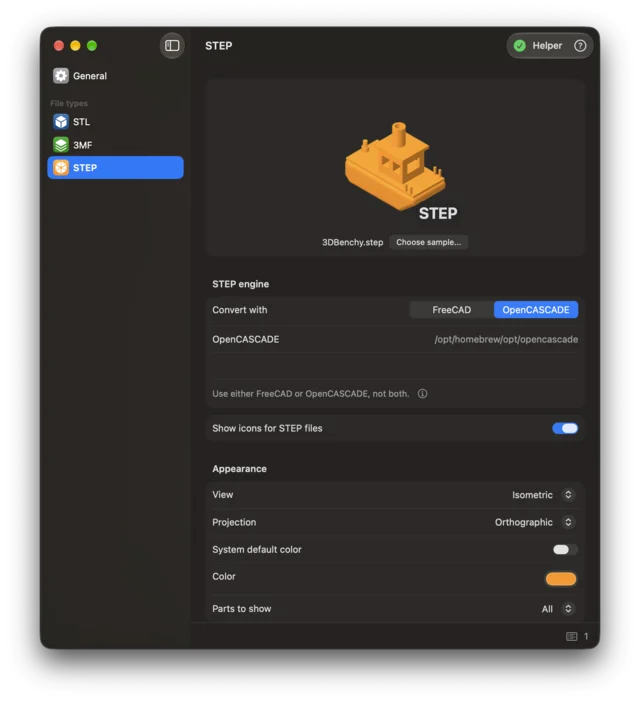 STEP
Helper
General
File types
STL
3MF
STEP
STEP
3DBenchy.step
Choose sample...
STEP engine
Convert with
FreeCAD
OpenCASCADE
OpenCASCADE
/opt/homebrew/opt/opencascade
Use either FreeCAD or OpenCASCADE, not both.
Show icons for STEP files
Appearance
View
Isometric
Projection
Orthographic
System default color
Color
Parts to show
All
1